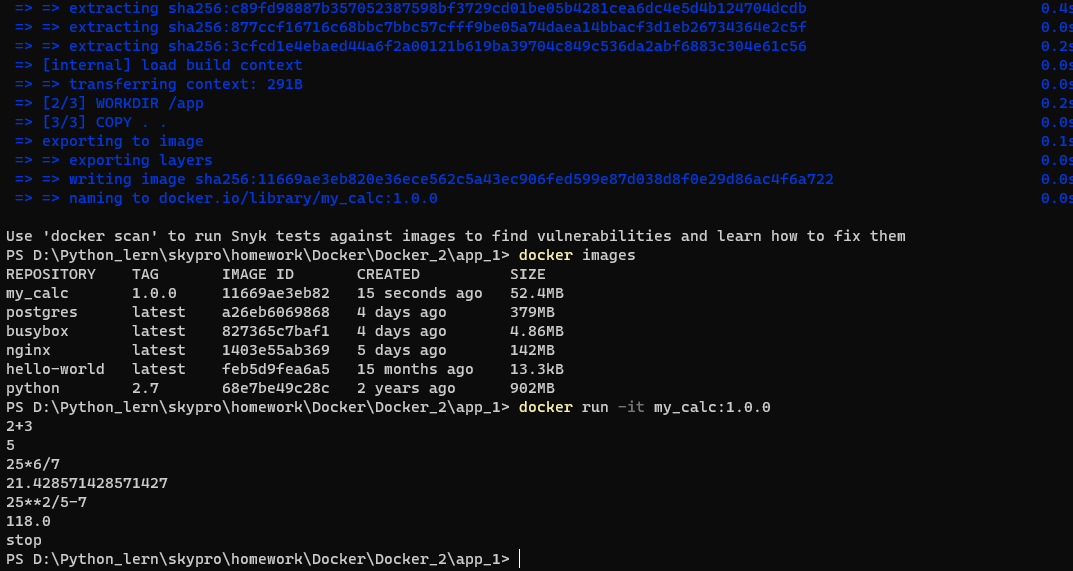 => => extracting sha256:c89fd98887b357052387598bf3729cd01be05b4281cea6dc4e5d4b124704dcdb 0.4s
=> => extracting sha256:877ccf16716c68bbc7bbc57cfff9be05a74daea14bbacf3d1eb26734364e2c5f 0.0s
=> => extracting sha256:3cfcd1e4ebaed44a6f2a00121b619ba39704c849c536da2abf6883c304e61c56 0.2s
=> [internal] load build context 0.0s
=> => transferring context: 291B 0.0s
=> [2/3] WORKDIR /app 0.2s
=> [3/3] COPY . . 0.0s
=> exporting to image 0.1s
=> => exporting layers 0.0s
=> => writing image sha256:11669ae3eb820e36ece562c5a43ec906fed599e87d038d8f0e29d86ac4f6a722 0.0s
=> => naming to docker.io/library/my_calc:1.0.0 0.0s
Use 'docker scan' to run Snyk tests against images to find vulnerabilities and learn how to fix them
PS D:\Python_lern\skypro\homework\Docker\Docker_2\app_1> docker images
REPOSITORY TAG IMAGE ID CREATED SIZE
my_calc 1.0.0 11669ae3eb82 15 seconds ago 52.4MB
postgres latest a26eb6069868 4 days ago 379MB
busybox latest 827365c7baf1 4 days ago 4.86MB
nginx latest 1403e55ab369 5 days ago 142MB
hello-world latest feb5d9fea6a5 15 months ago 13.3kB
python 2.7 68e7be49c28c 2 years ago 902MB
PS D:\Python_lern\skypro\homework\Docker\Docker_2\app_1> docker run -it my_calc:1.0.0
2+3
5
25*6/7
21.428571428571427
25**2/5-7
118.0
stop
PS D:\Python_lern\skypro\homework\Docker\Docker_2\app_1>